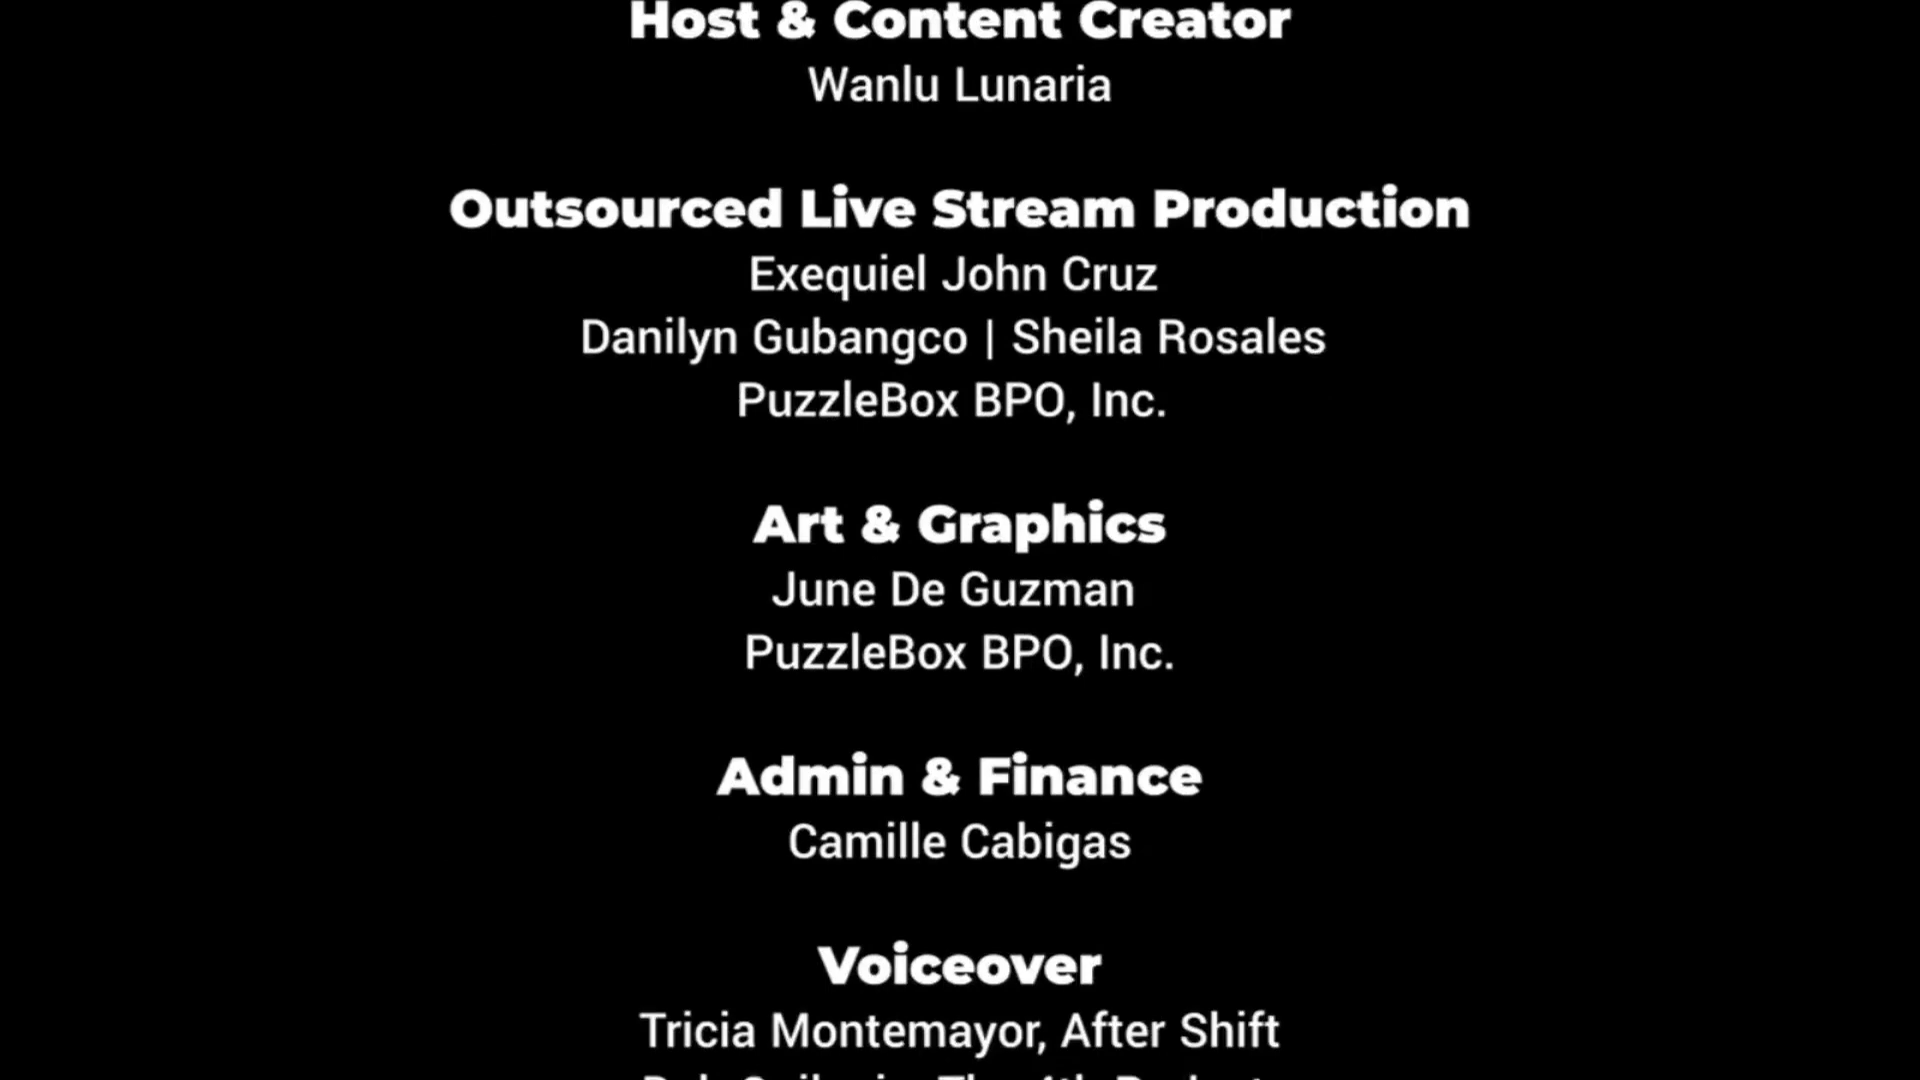 Host & Content Creator
Wanlu Lunaria
Outsourced Live Stream Production
Exequiel John Cruz
Danilyn Gubangco | Sheila Rosales
PuzzleBox BPO, Inc.
Art & Graphics
June De Guzman
PuzzleBox BPO, Inc.
Admin & Finance
Camille Cabigas
Voiceover
Tricia Montemayor, After Shift